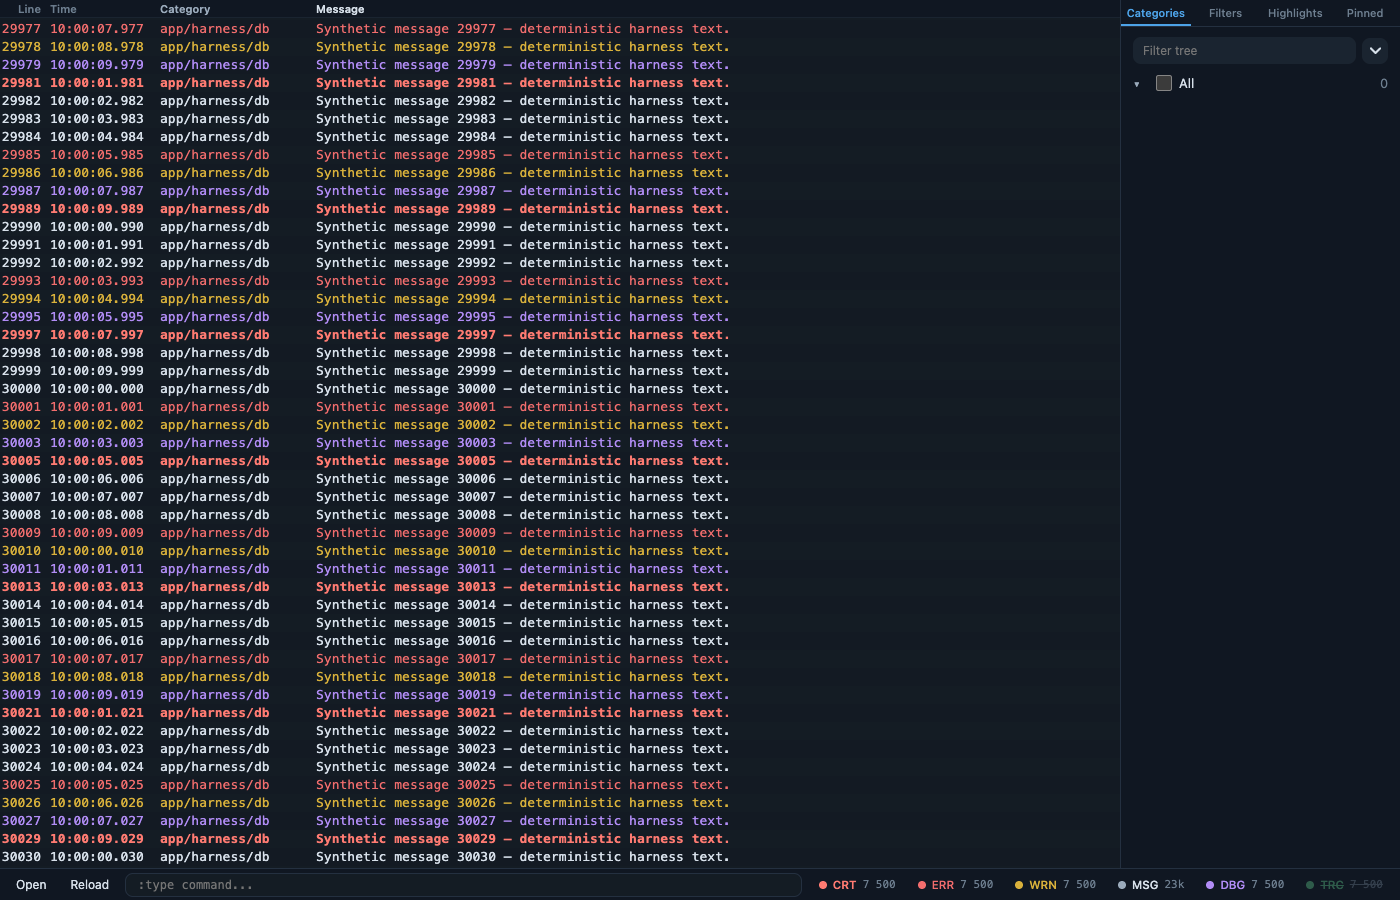 Line Time Category Message
29977 10:00:07.977 app/harness/db Synthetic message 29977 — deterministic harness text.
29978 10:00:08.978 app/harness/db Synthetic message 29978 — deterministic harness text.
29979 10:00:09.979 app/harness/db Synthetic message 29979 — deterministic harness text.
29981 10:00:01.981 app/harness/db Synthetic message 29981 — deterministic harness text.
29982 10:00:02.982 app/harness/db Synthetic message 29982 — deterministic harness text.
29983 10:00:03.983 app/harness/db Synthetic message 29983 — deterministic harness text.
29984 10:00:04.984 app/harness/db Synthetic message 29984 — deterministic harness text.
29985 10:00:05.985 app/harness/db Synthetic message 29985 — deterministic harness text.
29986 10:00:06.986 app/harness/db Synthetic message 29986 — deterministic harness text.
29987 10:00:07.987 app/harness/db Synthetic message 29987 — deterministic harness text.
29989 10:00:09.989 app/harness/db Synthetic message 29989 — deterministic harness text.
29990 10:00:00.990 app/harness/db Synthetic message 29990 — deterministic harness text.
29991 10:00:01.991 app/harness/db Synthetic message 29991 — deterministic harness text.
29992 10:00:02.992 app/harness/db Synthetic message 29992 — deterministic harness text.
29993 10:00:03.993 app/harness/db Synthetic message 29993 — deterministic harness text.
29994 10:00:04.994 app/harness/db Synthetic message 29994 — deterministic harness text.
29995 10:00:05.995 app/harness/db Synthetic message 29995 — deterministic harness text.
29997 10:00:07.997 app/harness/db Synthetic message 29997 — deterministic harness text.
29998 10:00:08.998 app/harness/db Synthetic message 29998 — deterministic harness text.
29999 10:00:09.999 app/harness/db Synthetic message 29999 — deterministic harness text.
30000 10:00:00.000 app/harness/db Synthetic message 30000 — deterministic harness text.
30001 10:00:01.001 app/harness/db Synthetic message 30001 — deterministic harness text.
30002 10:00:02.002 app/harness/db Synthetic message 30002 — deterministic harness text.
30003 10:00:03.003 app/harness/db Synthetic message 30003 — deterministic harness text.
30005 10:00:05.005 app/harness/db Synthetic message 30005 — deterministic harness text.
30006 10:00:06.006 app/harness/db Synthetic message 30006 — deterministic harness text.
30007 10:00:07.007 app/harness/db Synthetic message 30007 — deterministic harness text.
30008 10:00:08.008 app/harness/db Synthetic message 30008 — deterministic harness text.
30009 10:00:09.009 app/harness/db Synthetic message 30009 — deterministic harness text.
30010 10:00:00.010 app/harness/db Synthetic message 30010 — deterministic harness text.
30011 10:00:01.011 app/harness/db Synthetic message 30011 — deterministic harness text.
30013 10:00:03.013 app/harness/db Synthetic message 30013 — deterministic harness text.
30014 10:00:04.014 app/harness/db Synthetic message 30014 — deterministic harness text.
30015 10:00:05.015 app/harness/db Synthetic message 30015 — deterministic harness text.
30016 10:00:06.016 app/harness/db Synthetic message 30016 — deterministic harness text.
30017 10:00:07.017 app/harness/db Synthetic message 30017 — deterministic harness text.
30018 10:00:08.018 app/harness/db Synthetic message 30018 — deterministic harness text.
30019 10:00:09.019 app/harness/db Synthetic message 30019 — deterministic harness text.
30021 10:00:01.021 app/harness/db Synthetic message 30021 — deterministic harness text.
30022 10:00:02.022 app/harness/db Synthetic message 30022 — deterministic harness text.
30023 10:00:03.023 app/harness/db Synthetic message 30023 — deterministic harness text.
30024 10:00:04.024 app/harness/db Synthetic message 30024 — deterministic harness text.
30025 10:00:05.025 app/harness/db Synthetic message 30025 — deterministic harness text.
30026 10:00:06.026 app/harness/db Synthetic message 30026 — deterministic harness text.
30027 10:00:07.027 app/harness/db Synthetic message 30027 — deterministic harness text.
30029 10:00:09.029 app/harness/db Synthetic message 30029 — deterministic harness text.
30030 10:00:00.030 app/harness/db Synthetic message 30030 — deterministic harness text.
Categories Filters Highlights Pinned
Filter tree
All 0
Open Reload :type command... CRT 7 500 ERR 7 500 WRN 7 500 MSG 23k DBG 7 500 TRC 7 500